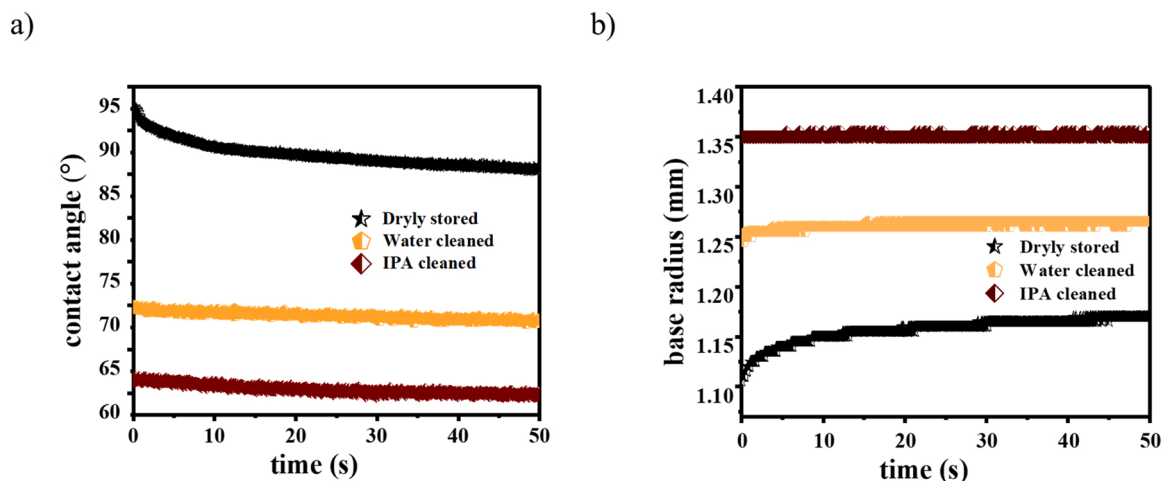 a)
b)
contact angle (°)
95
90
85
80
75
70
65
60
Dryly stored
Water cleaned
IPA cleaned
0
10
20
30
40
50
time (s)
base radius (mm)
1.40
1.35
1.30
1.25
1.20
1.15
1.10
Dryly stored
Water cleaned
IPA cleaned
0
10
20
30
40
50
time (s)